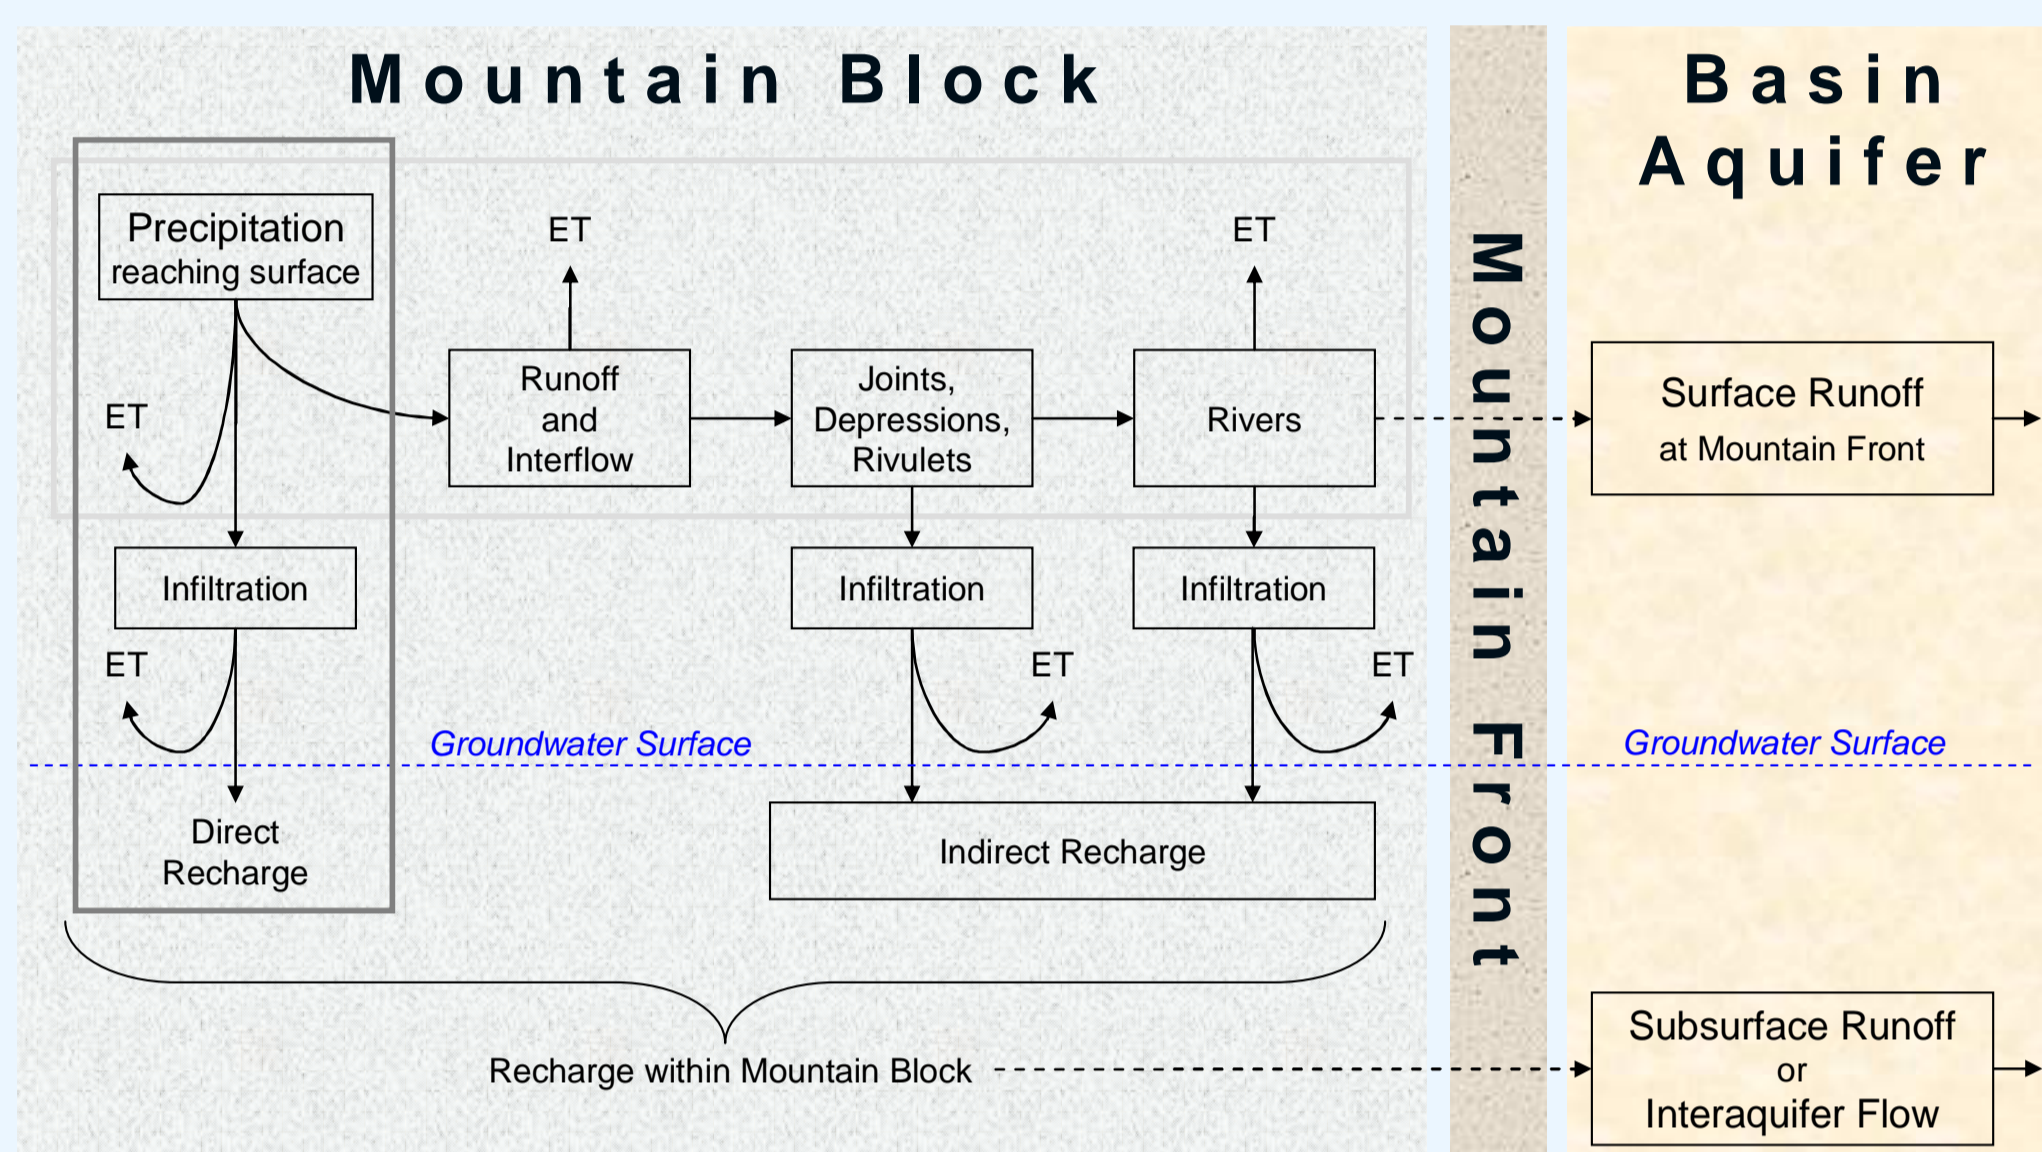 Mountain Block
Basin
Aquifer
Mountain Front
Precipitation
reaching surface
ET
ET
ET
Runoff
and
Interflow
Joints,
Depressions,
Rivulets
Rivers
Surface Runoff
at Mountain Front
Infiltration
Infiltration
Infiltration
ET
ET
ET
Groundwater Surface
Groundwater Surface
Direct
Recharge
Indirect Recharge
Recharge within Mountain Block
Subsurface Runoff
or
Interaquifer Flow